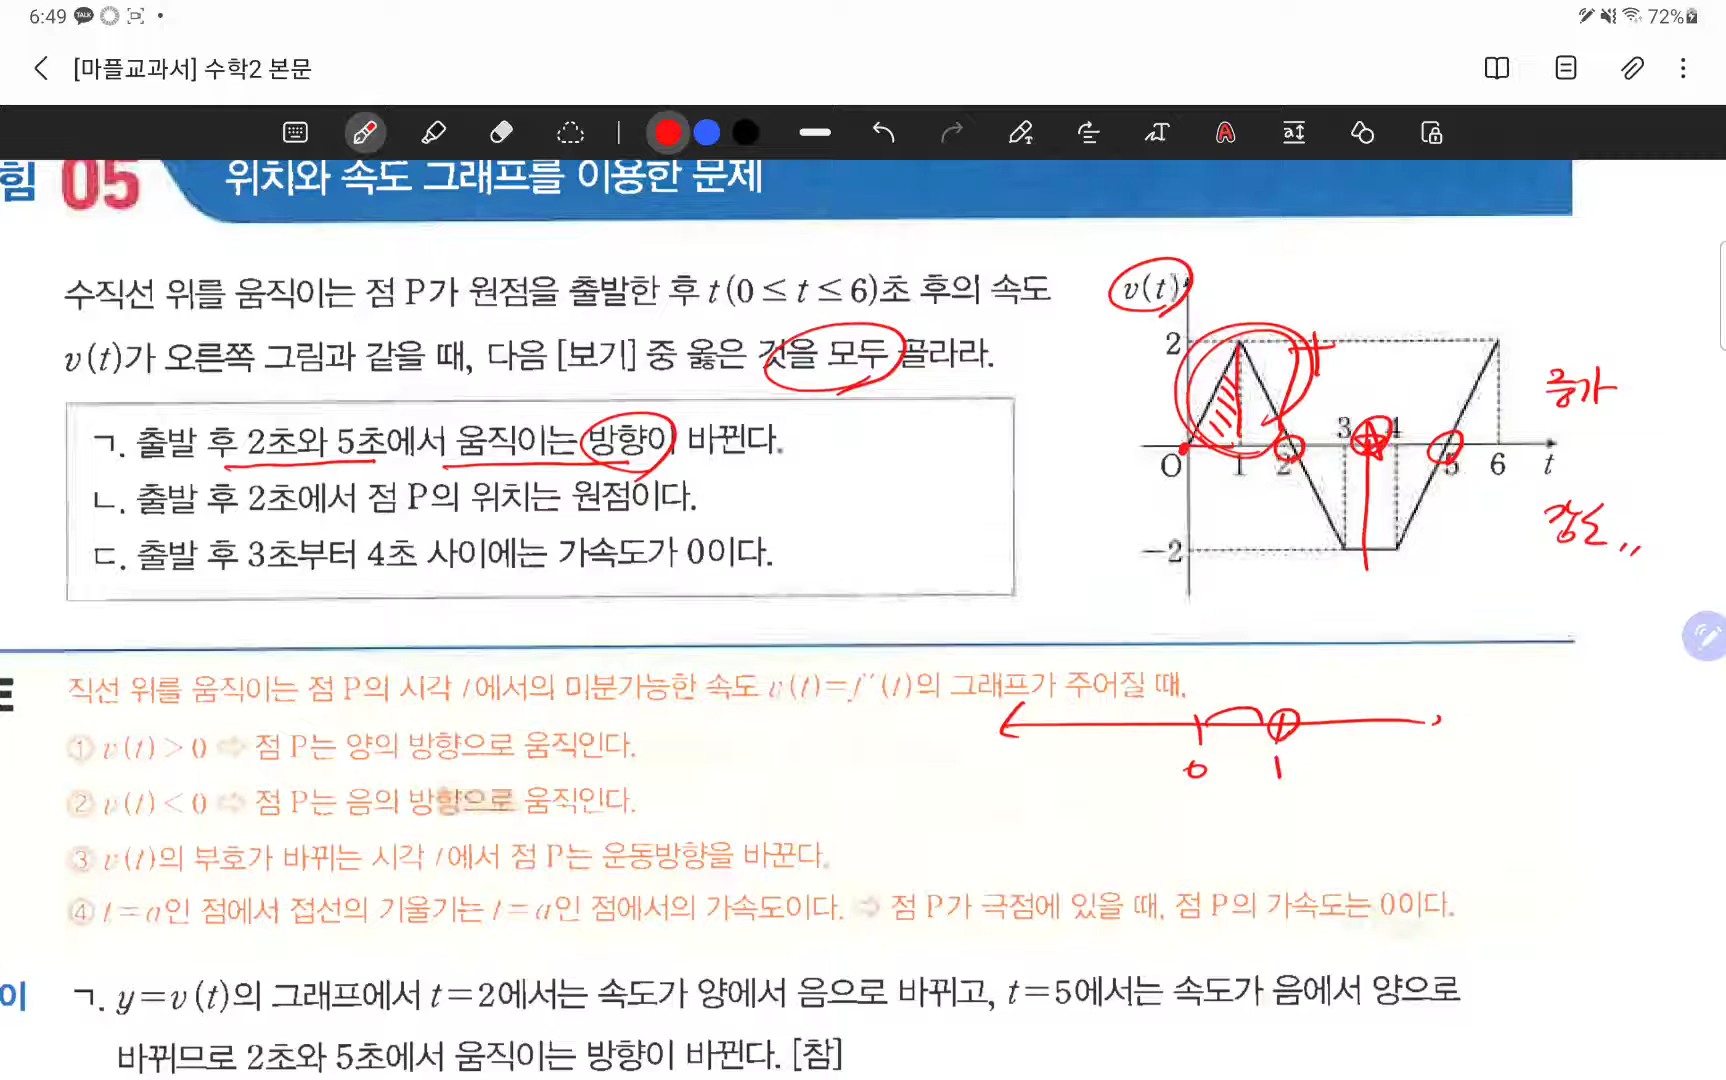 6:49
72%
[마플교과서] 수학2 본문
험 05 위치와 속도 그래프를 이용한 문제
수직선 위를 움직이는 점 P가 원점을 출발한 후 t(0≤t≤6)초 후의 속도
v(t)가 오른쪽 그림과 같을 때, 다음 [보기] 중 옳은 것을 모두 골라라.
ㄱ. 출발 후 2초와 5초에서 움직이는 방향이 바뀐다.
ㄴ. 출발 후 2초에서 점 P의 위치는 원점이다.
ㄷ. 출발 후 3초부터 4초 사이에는 가속도가 0이다.
v(t)
2
3 4
O 1 2 5 6 t
-2
증가
감소
직선 위를 움직이는 점 P의 시각 t에서의 미분가능한 속도 v(t)=f'(t)의 그래프가 주어질 때,
① v(t)>0 ⇨ 점 P는 양의 방향으로 움직인다.
② v(t)<0 ⇨ 점 P는 음의 방향으로 움직인다.
③ v(t)의 부호가 바뀌는 시각 t에서 점 P는 운동방향을 바꾼다.
④ t=a인 점에서 접선의 기울기는 t=a인 점에서의 가속도이다. ⇨ 점 P가 극점에 있을 때, 점 P의 가속도는 0이다.
0 1
이 ㄱ. y=v(t)의 그래프에서 t=2에서는 속도가 양에서 음으로 바뀌고, t=5에서는 속도가 음에서 양으로
바뀌므로 2초와 5초에서 움직이는 방향이 바뀐다. [참]